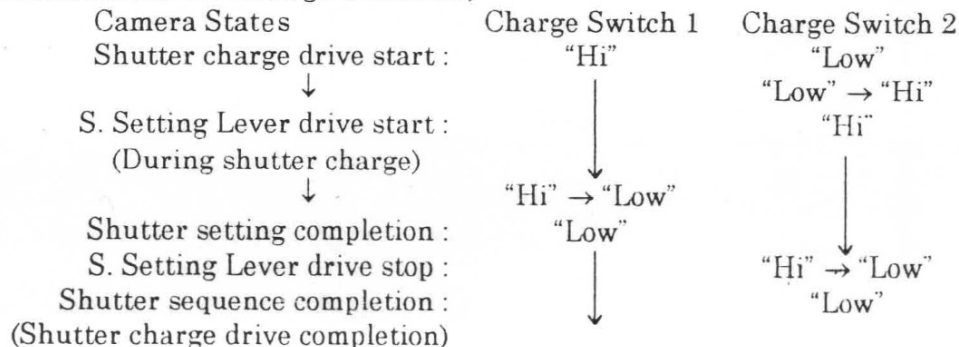 Camera States Charge Switch 1 Charge Switch 2
Shutter charge drive start : “Hi” “Low”
↓ “Low” → “Hi”
S. Setting Lever drive start : “Hi”
(During shutter charge)
↓ “Hi” → “Low”
Shutter setting completion : “Low”
S. Setting Lever drive stop : “Hi” → “Low”
Shutter sequence completion : “Low”
(Shutter charge drive completion)